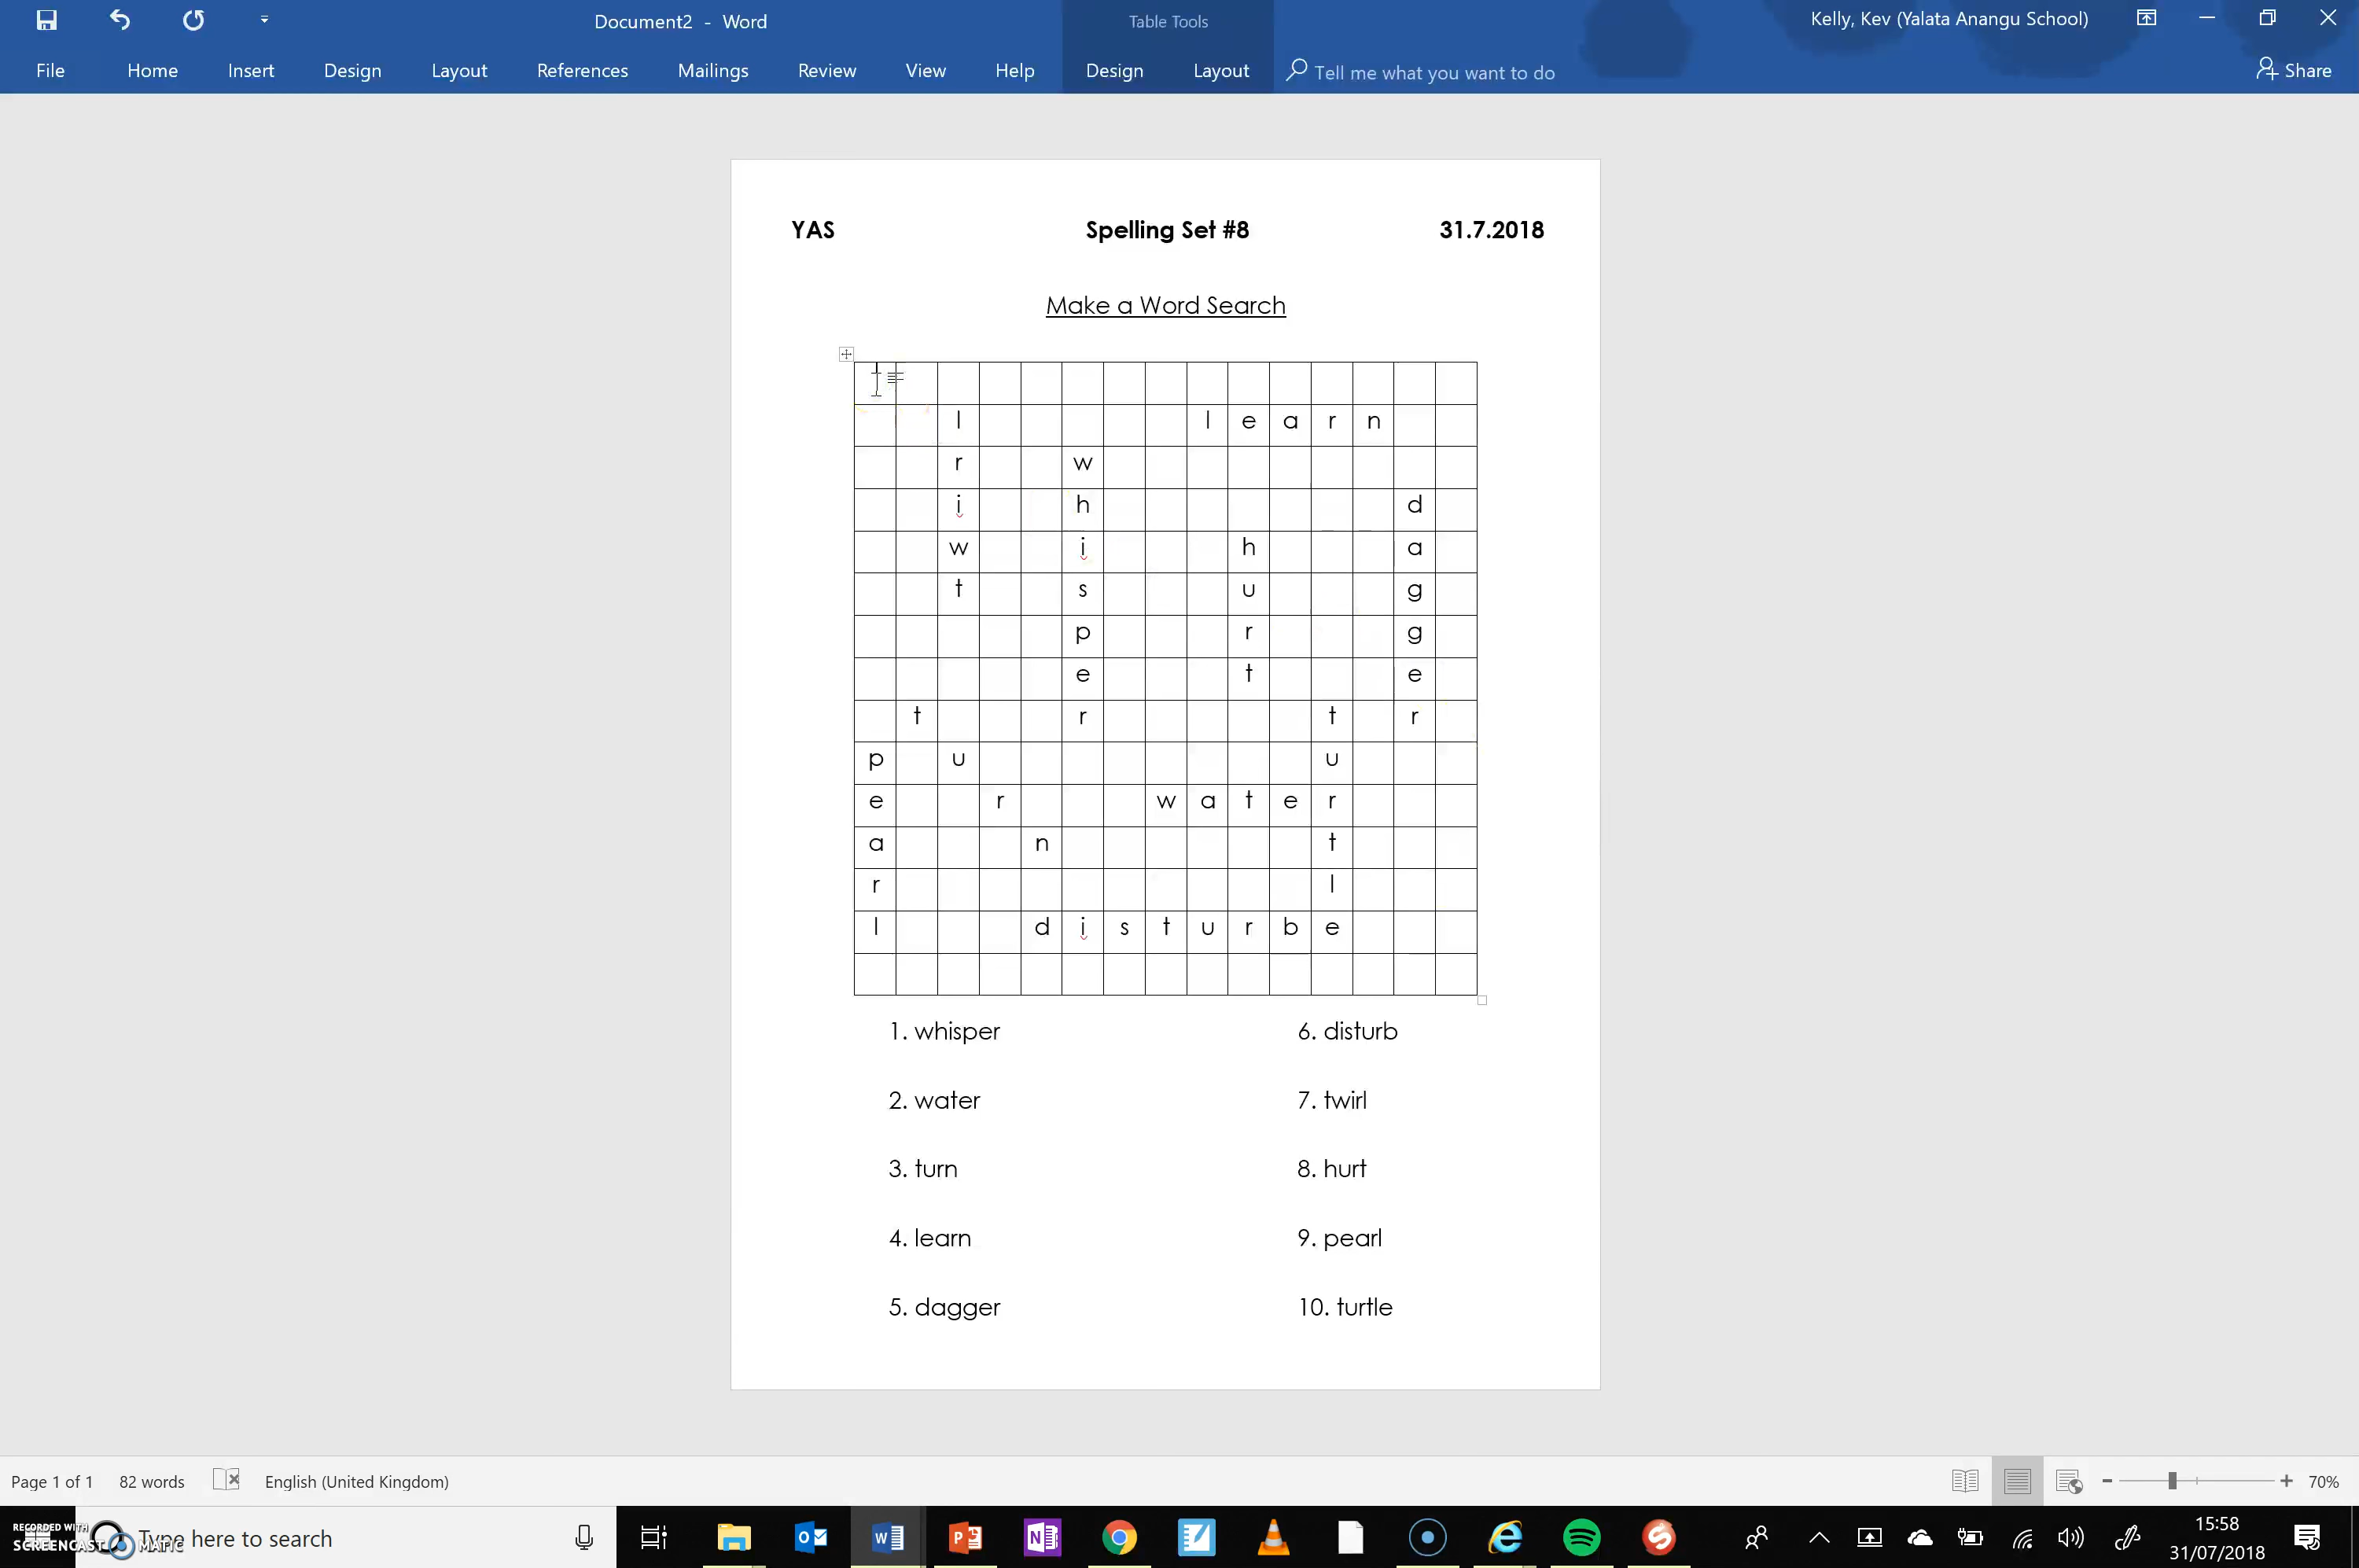 Document2 - Word
Table Tools
Kelly, Kev (Yalata Anangu School)
File Home Insert Design Layout References Mailings Review View Help Design Layout Tell me what you want to do Share
YAS Spelling Set #8 31.7.2018
Make a Word Search
l l e a r n
r w
i h d
w i h a
t s u g
p r g
e t e
t r t r
p u u
e r w a t e r
a n t
r l
l d i s t u r b e
1. whisper 6. disturb
2. water 7. twirl
3. turn 8. hurt
4. learn 9. pearl
5. dagger 10. turtle
Page 1 of 1 82 words English (United Kingdom) 70%
RECORDED WITH
SCREENCAST MATIC
Type here to search
15:58
31/07/2018